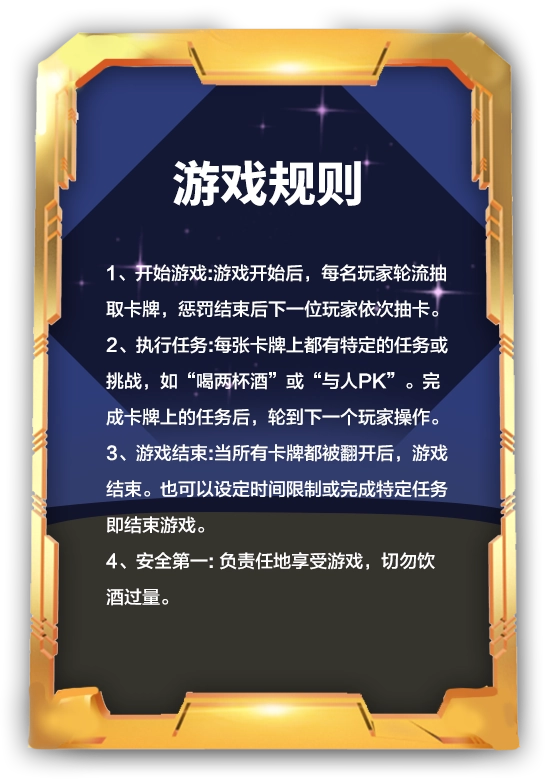 游戏规则
1、开始游戏:游戏开始后，每名玩家轮流抽
取卡牌，惩罚结束后下一位玩家依次抽卡。
2、执行任务:每张卡牌上都有特定的任务或
挑战，如“喝两杯酒”或“与人PK”。完
成卡牌上的任务后，轮到下一个玩家操作。
3、游戏结束:当所有卡牌都被翻开后，游戏
结束。也可以设定时间限制或完成特定任务
即结束游戏。
4、安全第一: 负责任地享受游戏，切勿饮
酒过量。